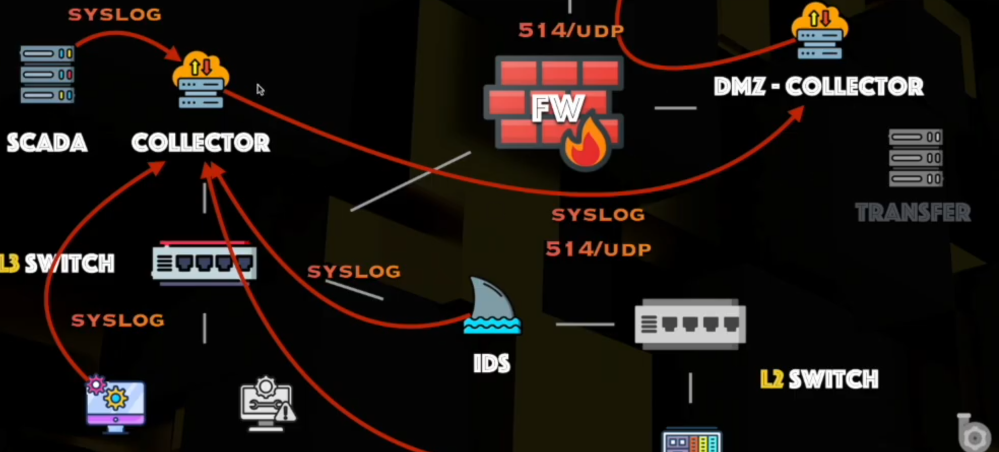 SYSLOG
514/UDP
FW
DMZ - COLLECTOR
SCADA
COLLECTOR
TRANSFER
SYSLOG
514/UDP
L3 SWITCH
SYSLOG
SYSLOG
IDS
L2 SWITCH